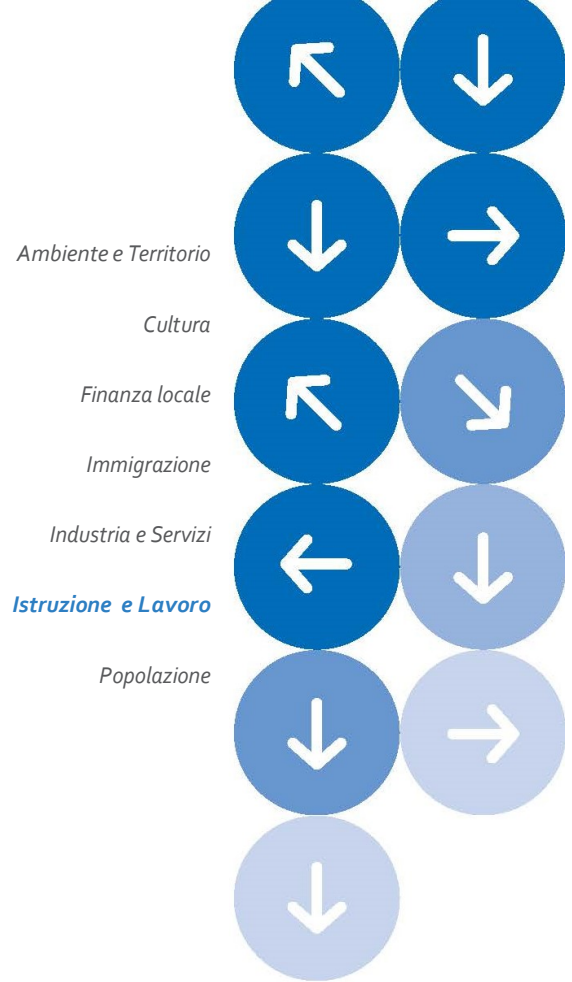 Ambiente e Territorio
Cultura
Finanza locale
Immigrazione
Industria e Servizi
Istruzione e Lavoro
Popolazione